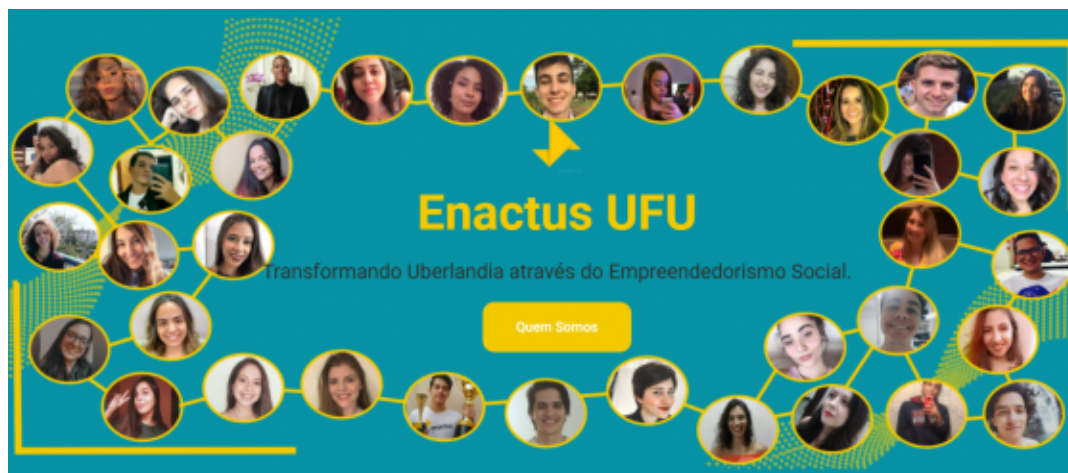 Enactus UFU
Transformando Uberlandia através do Empreendedorismo Social.
Quem Somos